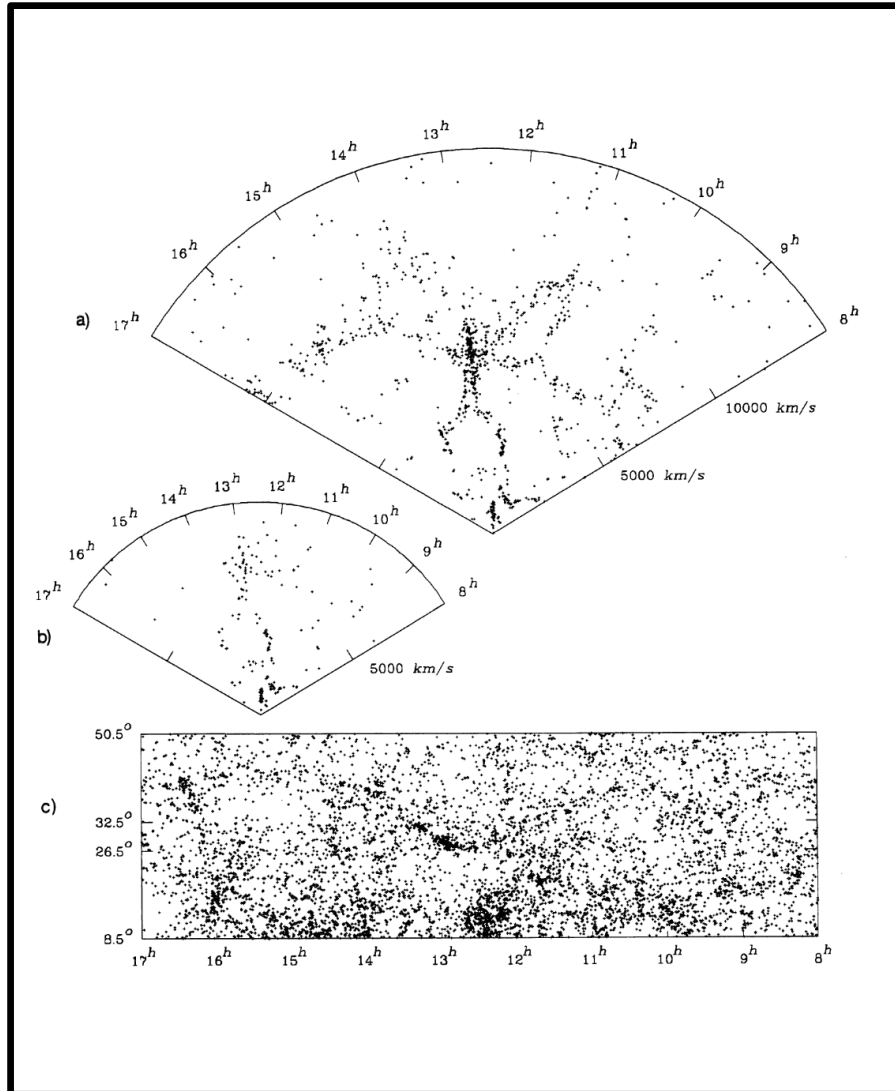 a)
17ʰ
16ʰ
15ʰ
14ʰ
13ʰ
12ʰ
11ʰ
10ʰ
9ʰ
8ʰ
10000 km/s
5000 km/s
b)
17ʰ
16ʰ
15ʰ
14ʰ
13ʰ
12ʰ
11ʰ
10ʰ
9ʰ
8ʰ
5000 km/s
c)
50.5°
32.5°
26.5°
8.5°
17ʰ 16ʰ 15ʰ 14ʰ 13ʰ 12ʰ 11ʰ 10ʰ 9ʰ 8ʰ